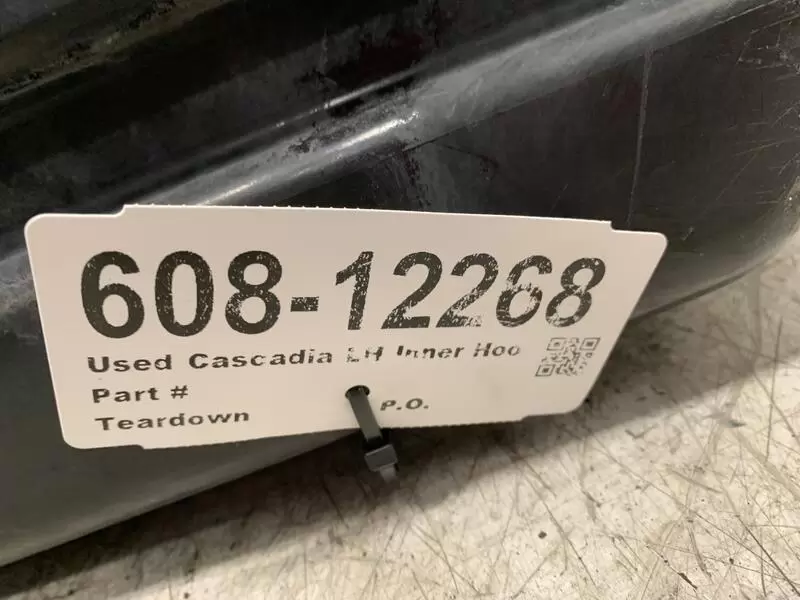 608-12268
Used Cascadia LH Inner Hoo
Part #
Teardown P.O.